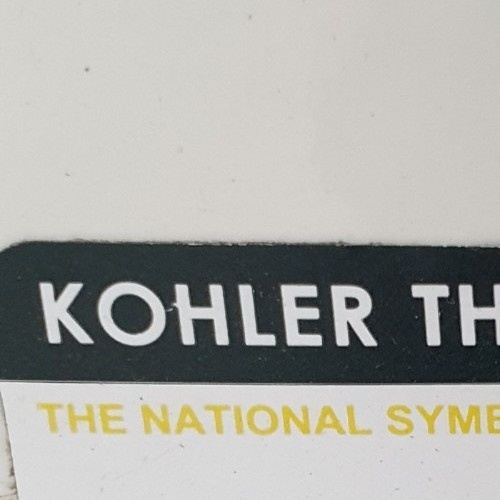 KOHLER TH
THE NATIONAL SYMB